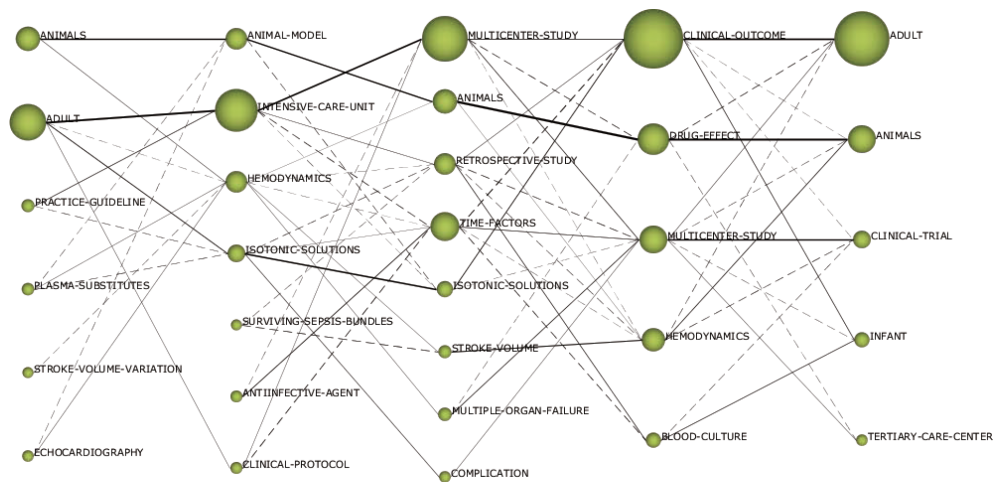 ANIMALS
ADULT
PRACTICE-GUIDELINE
PLASMA-SUBSTITUTES
STROKE-VOLUME-VARIATION
ECHOCARDIOGRAPHY
ANIMAL-MODEL
INTENSIVE-CARE-UNIT
HEMODYNAMICS
ISOTONIC-SOLUTIONS
SURVIVING-SEPSIS-BUNDLES
ANTIINFECTIVE-AGENT
CLINICAL-PROTOCOL
MULTICENTER-STUDY
ANIMALS
RETROSPECTIVE-STUDY
TIME-FACTORS
ISOTONIC-SOLUTIONS
STROKE-VOLUME
MULTIPLE-ORGAN-FAILURE
COMPLICATION
CLINICAL-OUTCOME
DRUG-EFFECT
MULTICENTER-STUDY
HEMODYNAMICS
BLOOD-CULTURE
ADULT
ANIMALS
CLINICAL-TRIAL
INFANT
TERTIARY-CARE-CENTER